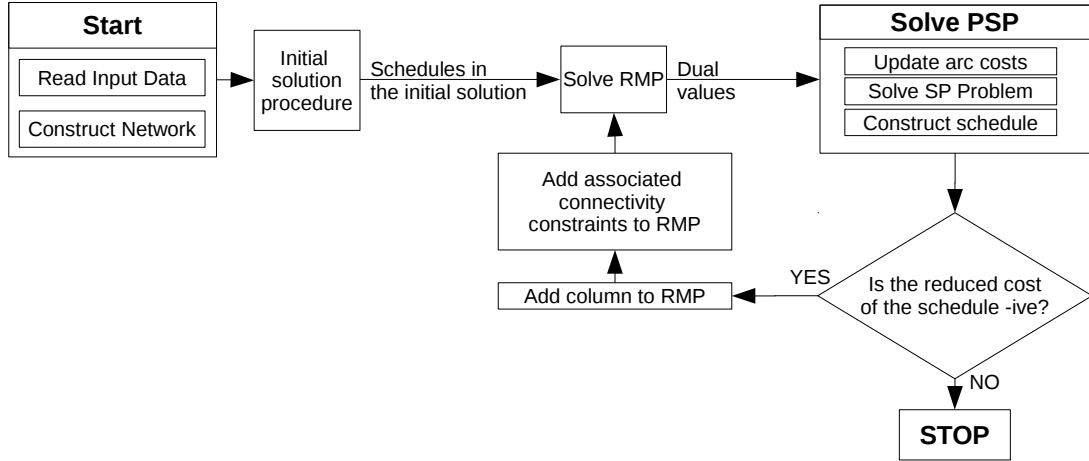 Start
Read Input Data
Construct Network
Initial
solution
procedure
Schedules in
the initial solution
Solve RMP
Dual
values
Solve PSP
Update arc costs
Solve SP Problem
Construct schedule
Is the reduced cost
of the schedule -ive?
YES
Add column to RMP
Add associated
connectivity
constraints to RMP
NO
STOP